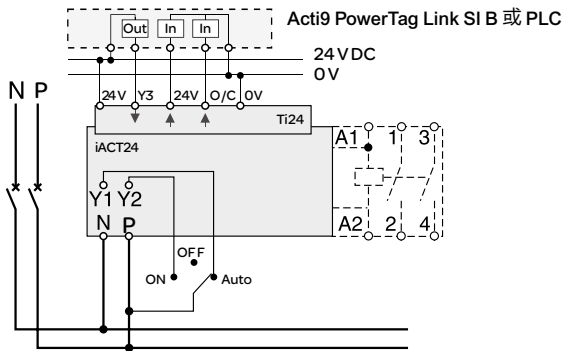 Acti9 PowerTag Link SI B 或 PLC
Out In In
24 V DC
0 V
N P
24V Y3 24V O/C 0V
Ti24
iACT24
A1 1 3
Y1 Y2
N P
A2 2 4
OFF
ON Auto